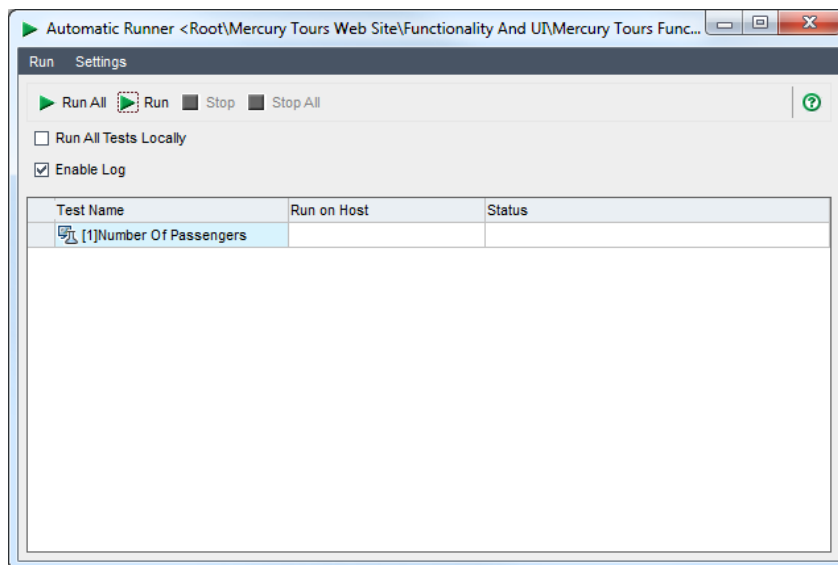 Automatic Runner <Root\Mercury Tours Web Site\Functionality And UI\Mercury Tours Func...
Run Settings
Run All Run Stop Stop All
Run All Tests Locally
Enable Log
Test Name Run on Host Status
[1]Number Of Passengers